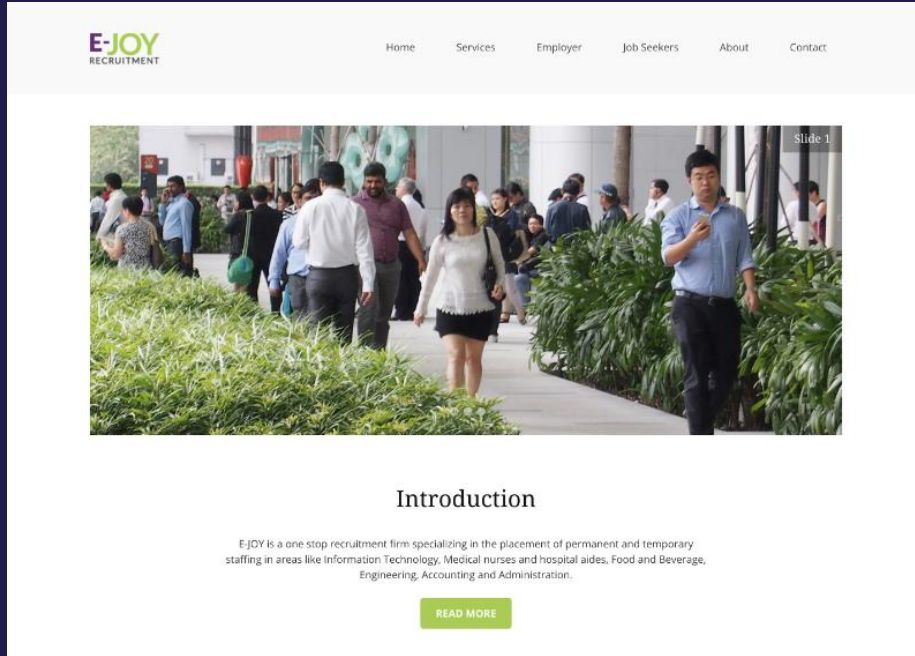 E-JOY
RECRUITMENT
Home Services Employer Job Seekers About Contact
Slide 1
Introduction
E-JOY is a one stop recruitment firm specializing in the placement of permanent and temporary
staffing in areas like Information Technology, Medical nurses and hospital aides, Food and Beverage,
Engineering, Accounting and Administration.
READ MORE